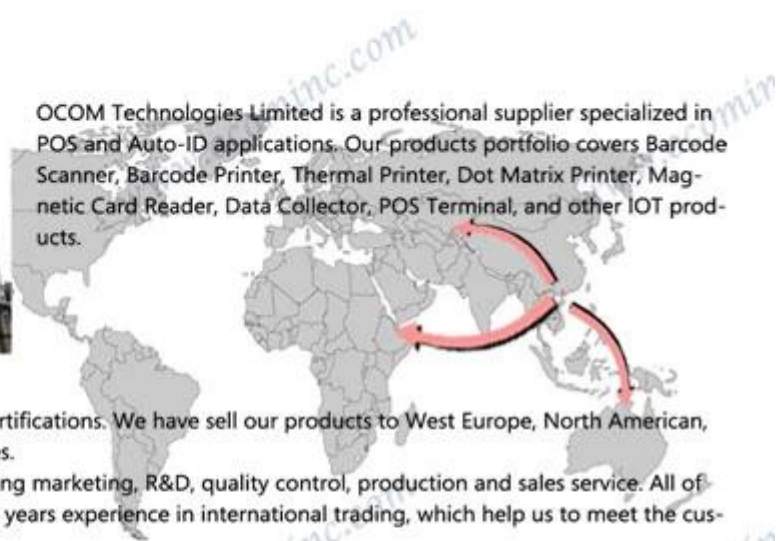 OCOM Technologies Limited is a professional supplier specialized in
POS and Auto-ID applications. Our products portfolio covers Barcode
Scanner, Barcode Printer, Thermal Printer, Dot Matrix Printer, Mag-
netic Card Reader, Data Collector, POS Terminal, and other IOT prod-
ucts.
rtifications. We have sell our products to West Europe, North American,
s.
ng marketing, R&D, quality control, production and sales service. All of
years experience in international trading, which help us to meet the cus-